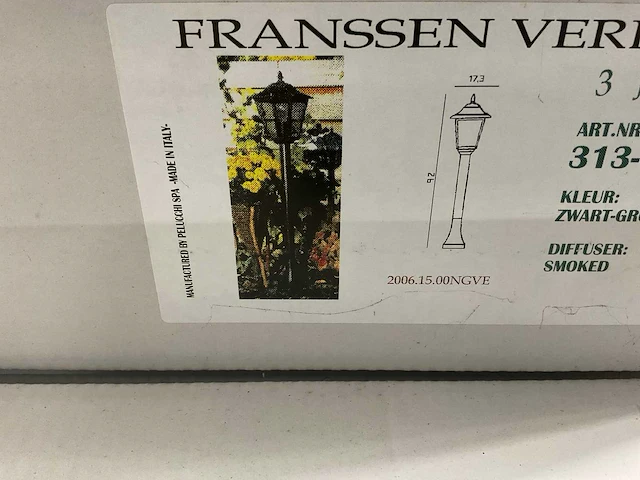 FRANSSEN VERL
3 J
17,3
ART.NR
313-
92
KLEUR:
ZWART-GR
DIFFUSER:
SMOKED
2006.15.00NGVE
MANUFACTURED BY PELUCCHI SPA -MADE IN ITALY-